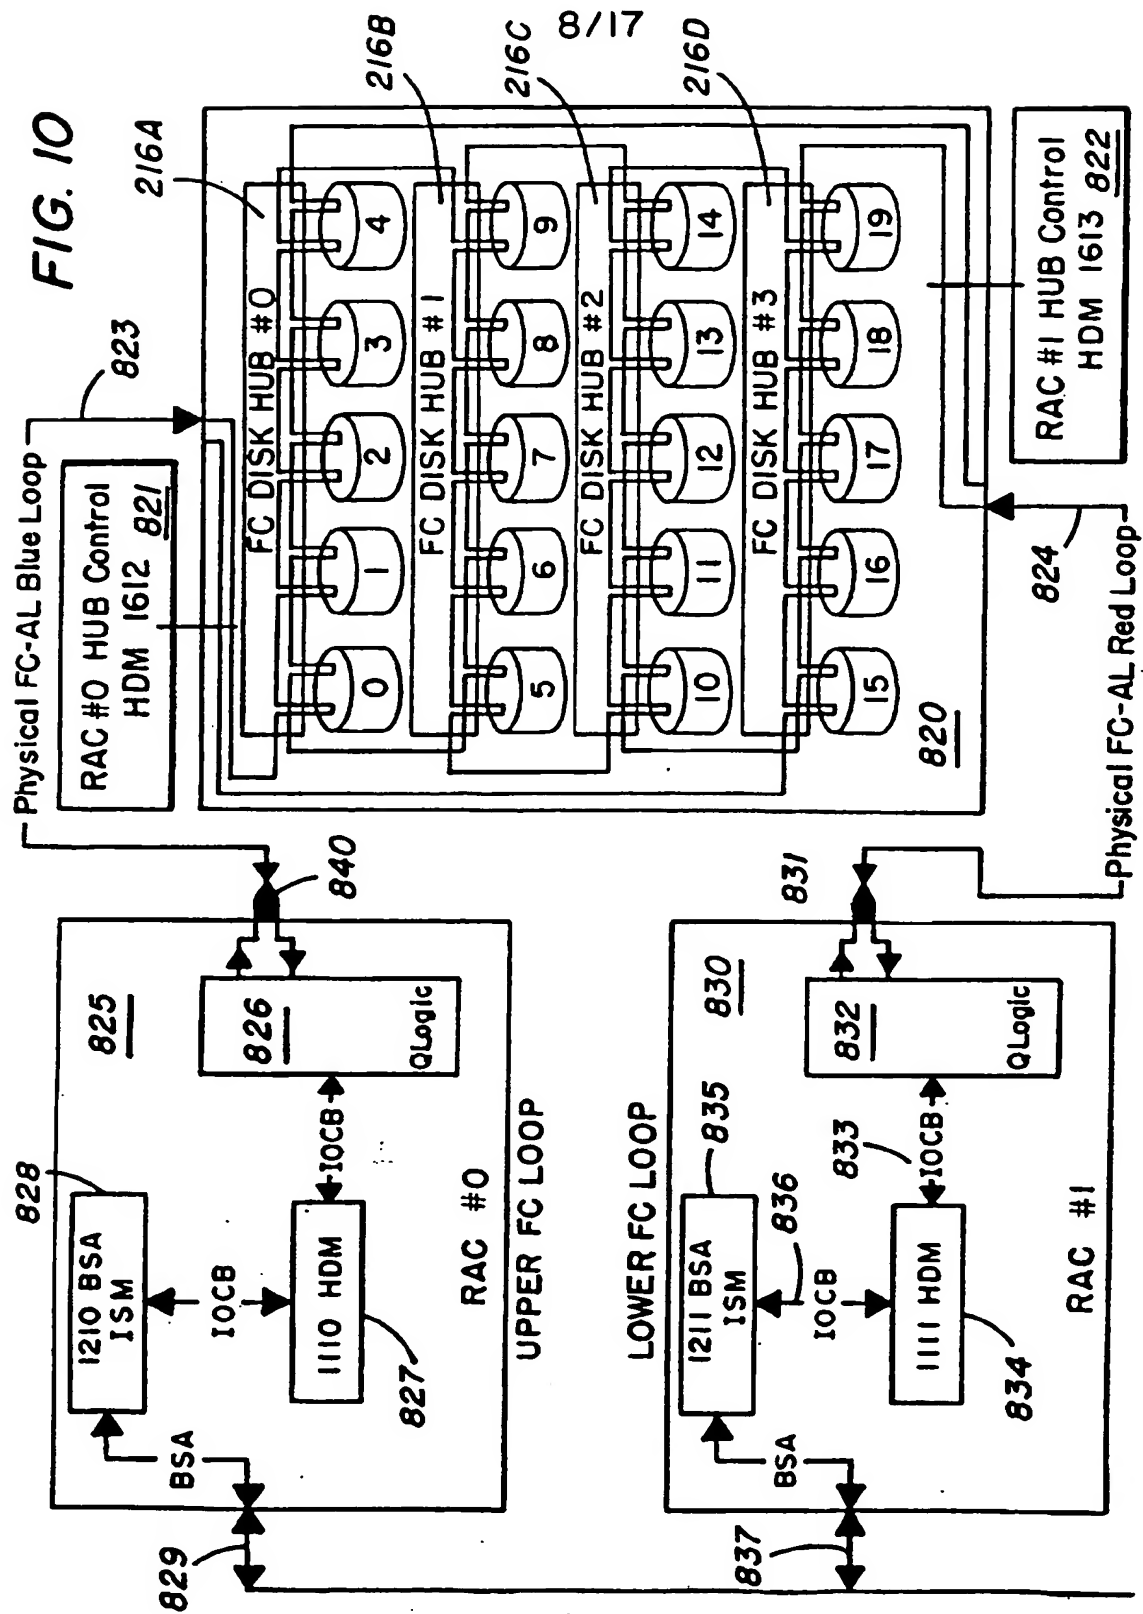 8/17
FIG. 10
Physical FC-AL Blue Loop
823
RAC #0 HUB Control
HDM 1612
821
216A
216B
216C
216D
FC DISK HUB #0
0
1
2
3
4
FC DISK HUB #1
5
6
7
8
9
FC DISK HUB #2
10
11
12
13
14
FC DISK HUB #3
15
16
17
18
19
820
RAC #1 HUB Control
HDM 1613
822
824
Physical FC-AL Red Loop
840
825
826
QLogic
IOCB
828
1210 BSA
ISM
IOCB
1110 HDM
827
BSA
829
RAC #0
UPPER FC LOOP
LOWER FC LOOP
831
830
832
QLogic
833
IOCB
835
1211 BSA
ISM
836
IOCB
1111 HDM
834
BSA
837
RAC #1